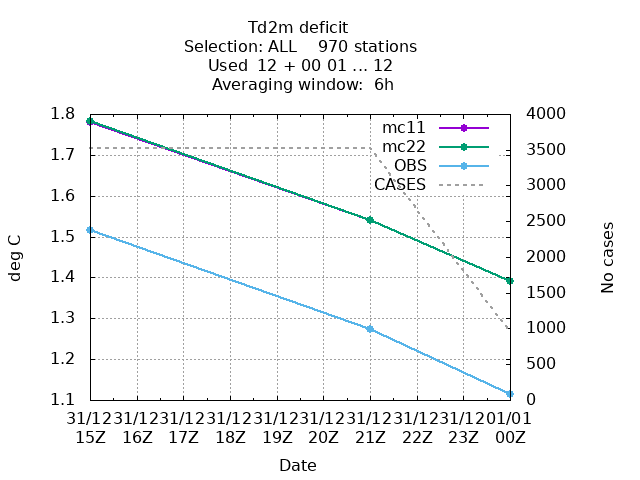 Td2m deficit
Selection: ALL    970 stations
Used  12 + 00 01 ... 12
Averaging window:  6h
1.8
1.7
1.6
1.5
1.4
1.3
1.2
1.1
deg C
mc11
mc22
OBS
CASES
4000
3500
3000
2500
2000
1500
1000
500
0
No cases
31/12 31/12 31/12 31/12 31/12 31/12 31/12 31/12 31/12 01/01
15Z 16Z 17Z 18Z 19Z 20Z 21Z 22Z 23Z 00Z
Date